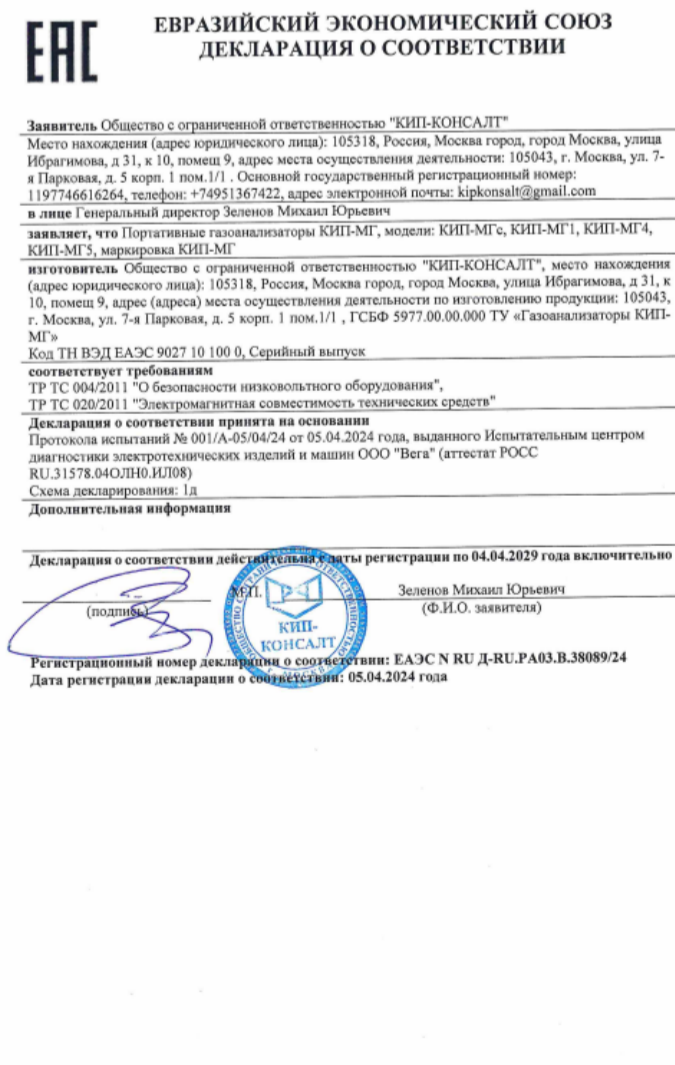 ЕАС
ЕВРАЗИЙСКИЙ ЭКОНОМИЧЕСКИЙ СОЮЗ
ДЕКЛАРАЦИЯ О СООТВЕТСТВИИ
Заявитель Общество с ограниченной ответственностью "КИП-КОНСАЛТ"
Место нахождения (адрес юридического лица): 105318, Россия, Москва город, город Москва, улица
Ибрагимова, д 31, к 10, помещ 9, адрес места осуществления деятельности: 105043, г. Москва, ул. 7-
я Парковая, д. 5 корп. 1 пом.1/1 . Основной государственный регистрационный номер:
1197746616264, телефон: +74951367422, адрес электронной почты: kipkonsalt@gmail.com
в лице Генеральный директор Зеленов Михаил Юрьевич
заявляет, что Портативные газоанализаторы КИП-МГ, модели: КИП-МГс, КИП-МГ1, КИП-МГ4,
КИП-МГ5, маркировка КИП-МГ
изготовитель Общество с ограниченной ответственностью "КИП-КОНСАЛТ", место нахождения
(адрес юридического лица): 105318, Россия, Москва город, город Москва, улица Ибрагимова, д 31, к
10, помещ 9, адрес (адреса) места осуществления деятельности по изготовлению продукции: 105043,
г. Москва, ул. 7-я Парковая, д. 5 корп. 1 пом.1/1 , ГСБФ 5977.00.00.000 ТУ «Газоанализаторы КИП-
МГ»
Код ТН ВЭД ЕАЭС 9027 10 100 0, Серийный выпуск
соответствует требованиям
ТР ТС 004/2011 "О безопасности низковольтного оборудования",
ТР ТС 020/2011 "Электромагнитная совместимость технических средств"
Декларация о соответствии принята на основании
Протокола испытаний № 001/А-05/04/24 от 05.04.2024 года, выданного Испытательным центром
диагностики электротехнических изделий и машин ООО "Вега" (аттестат РОСС
RU.31578.04ОЛН0.ИЛ08)
Схема декларирования: 1д
Дополнительная информация
Декларация о соответствии действительна с даты регистрации по 04.04.2029 года включительно
М.П.
Зеленов Михаил Юрьевич
(подпись)
(Ф.И.О. заявителя)
КИП-
КОНСАЛТ
Регистрационный номер декларации о соответствии: ЕАЭС N RU Д-RU.РА03.В.38089/24
Дата регистрации декларации о соответствии: 05.04.2024 года